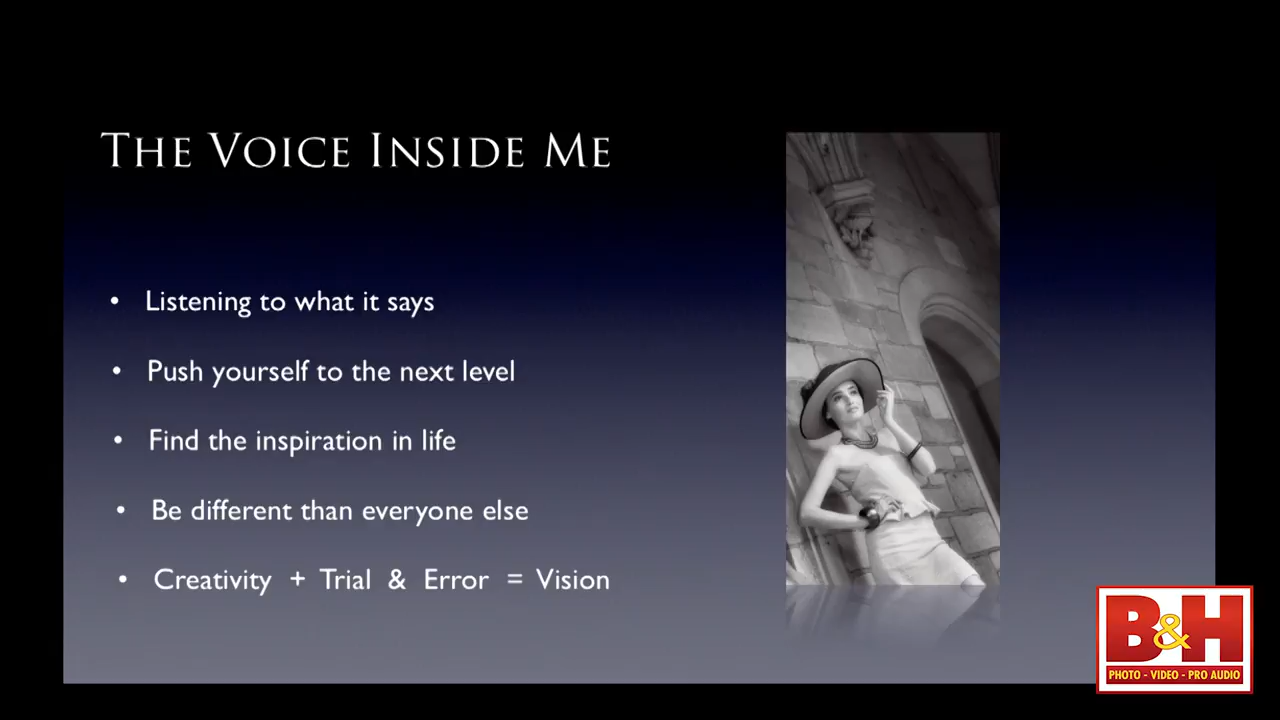 THE VOICE INSIDE ME
• Listening to what it says
• Push yourself to the next level
• Find the inspiration in life
• Be different than everyone else
• Creativity + Trial & Error = Vision
B&H
PHOTO - VIDEO - PRO AUDIO